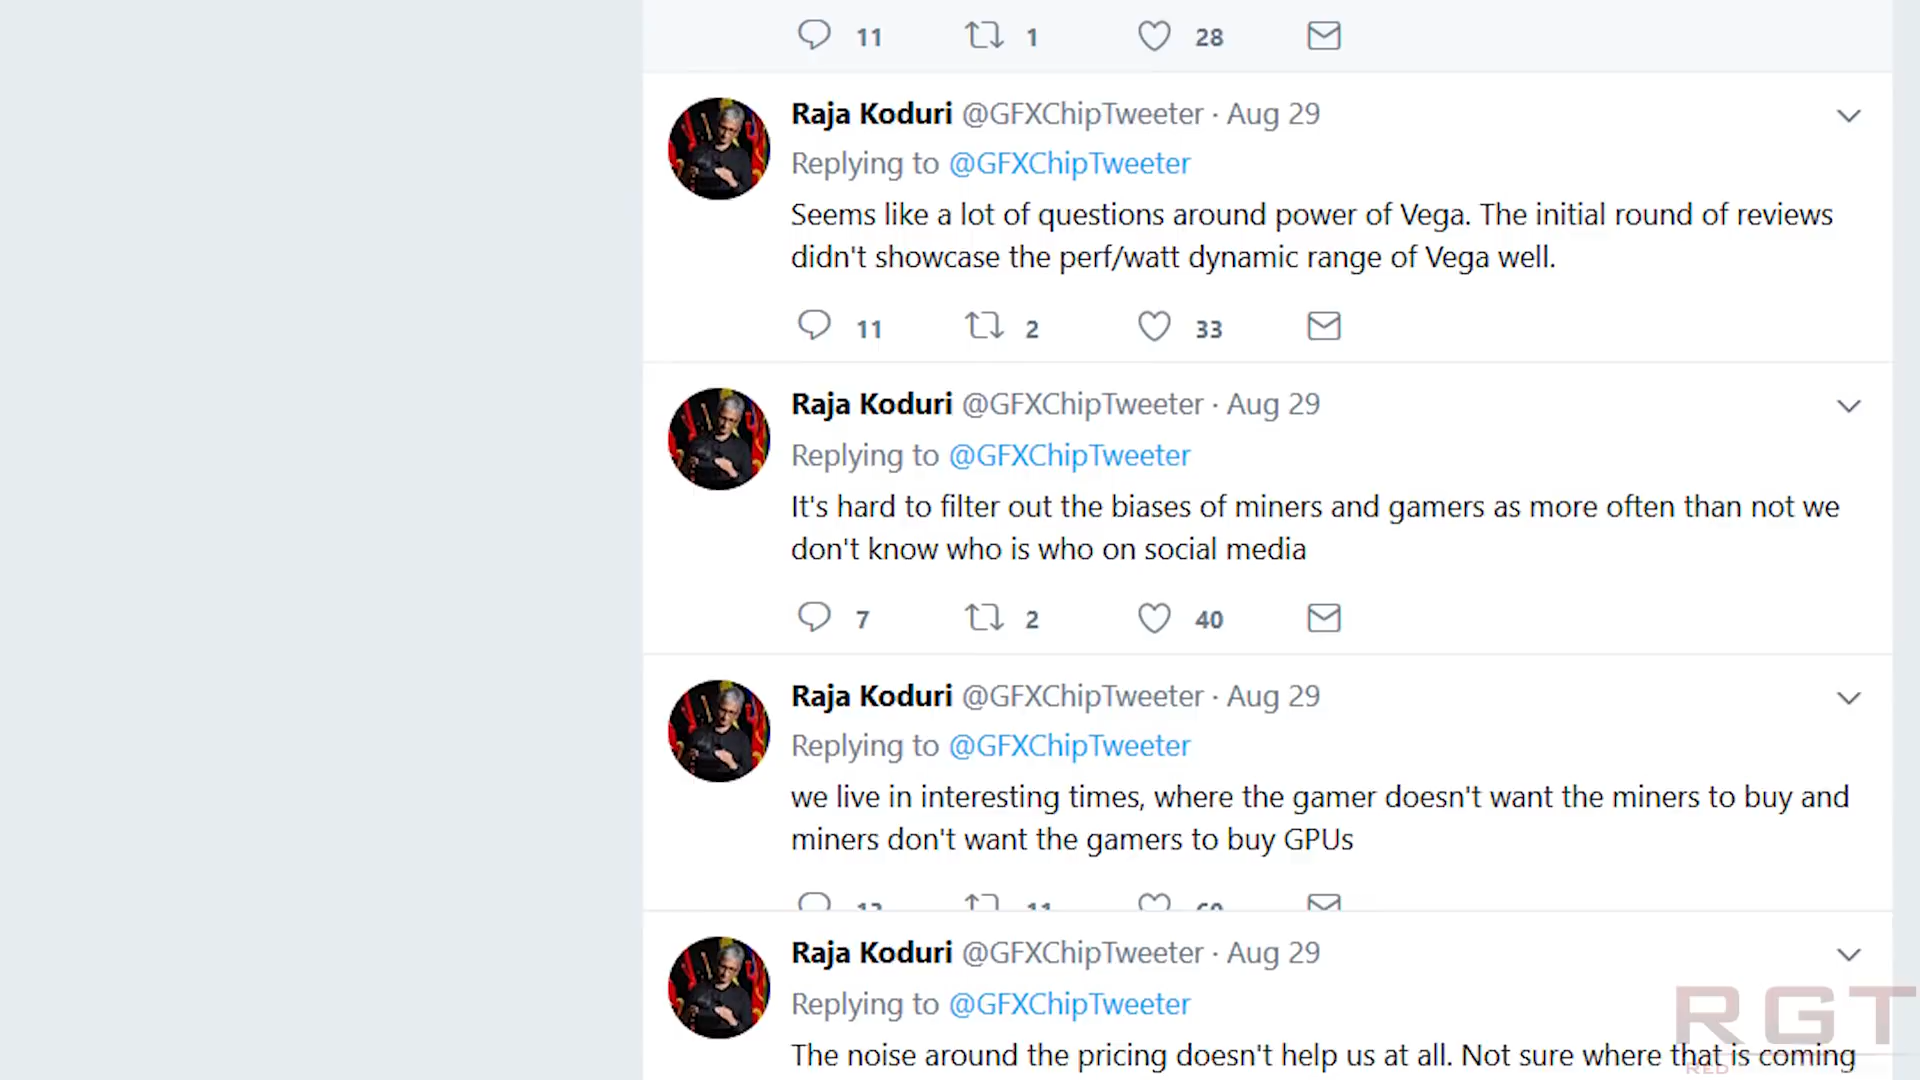 11 1 28
Raja Koduri @GFXChipTweeter · Aug 29
Replying to @GFXChipTweeter
Seems like a lot of questions around power of Vega. The initial round of reviews
didn't showcase the perf/watt dynamic range of Vega well.
11 2 33
Raja Koduri @GFXChipTweeter · Aug 29
Replying to @GFXChipTweeter
It's hard to filter out the biases of miners and gamers as more often than not we
don't know who is who on social media
7 2 40
Raja Koduri @GFXChipTweeter · Aug 29
Replying to @GFXChipTweeter
we live in interesting times, where the gamer doesn't want the miners to buy and
miners don't want the gamers to buy GPUs
11
Raja Koduri @GFXChipTweeter · Aug 29
Replying to @GFXChipTweeter
The noise around the pricing doesn't help us at all. Not sure where that is coming
RGT
RED